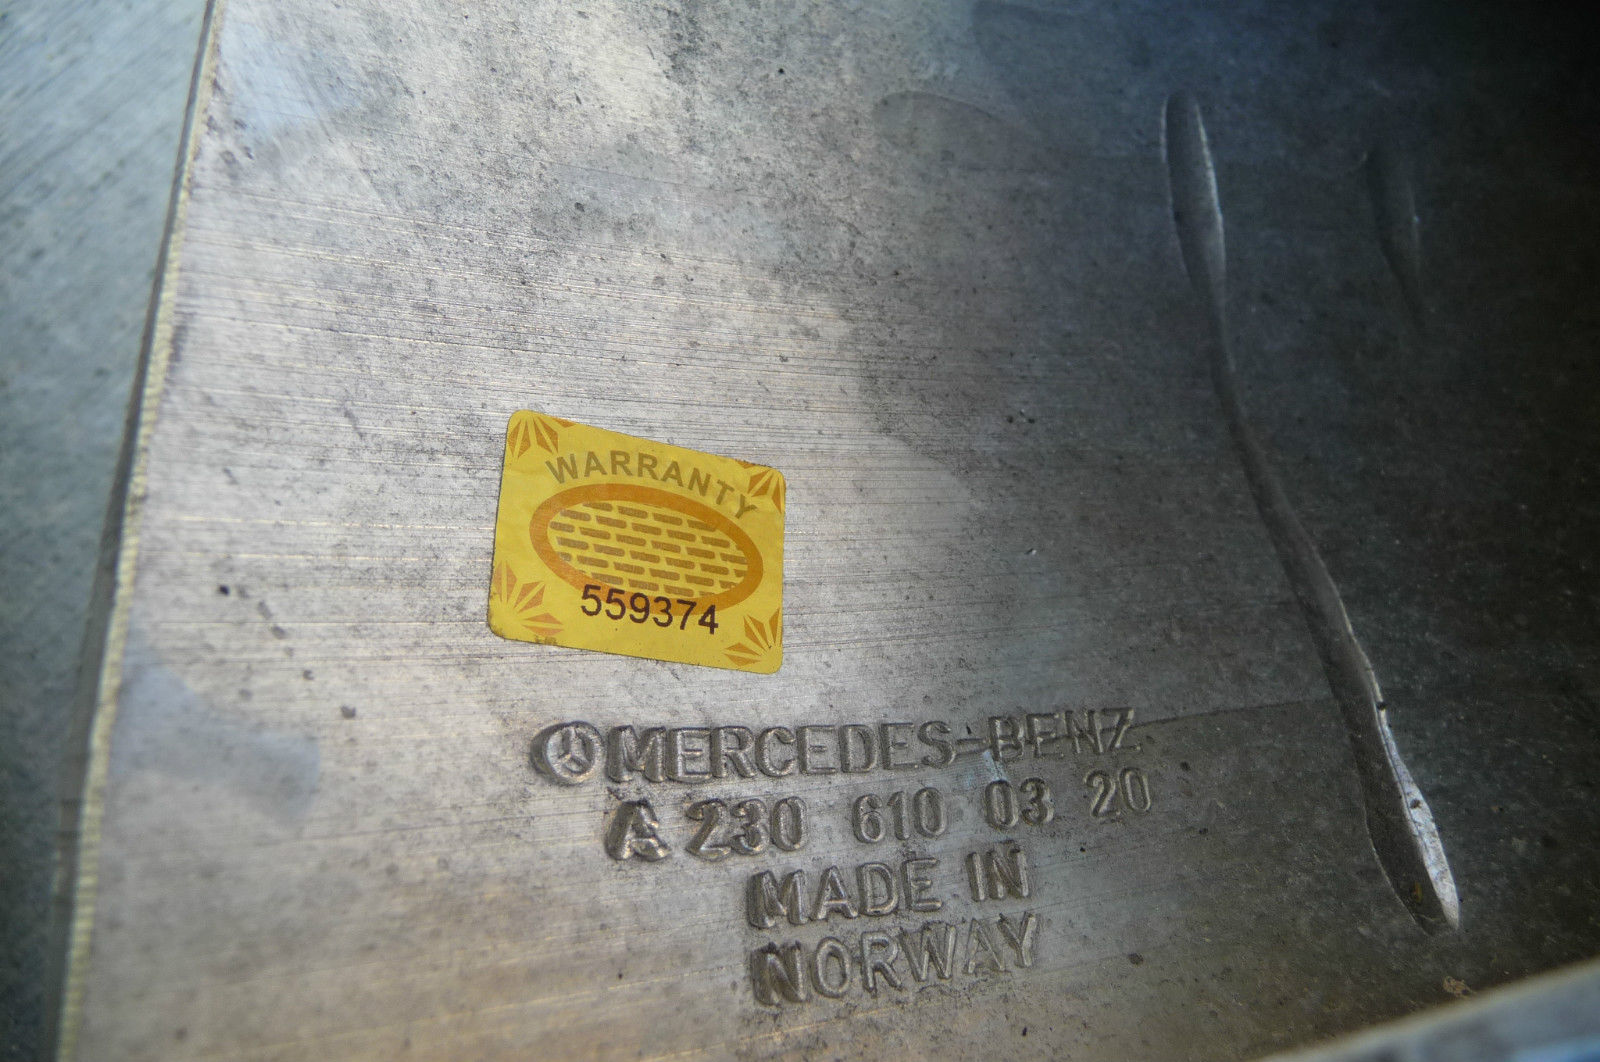 WARRANTY
559374
MERCEDES-BENZ
A 230 610 03 20
MADE IN
NORWAY